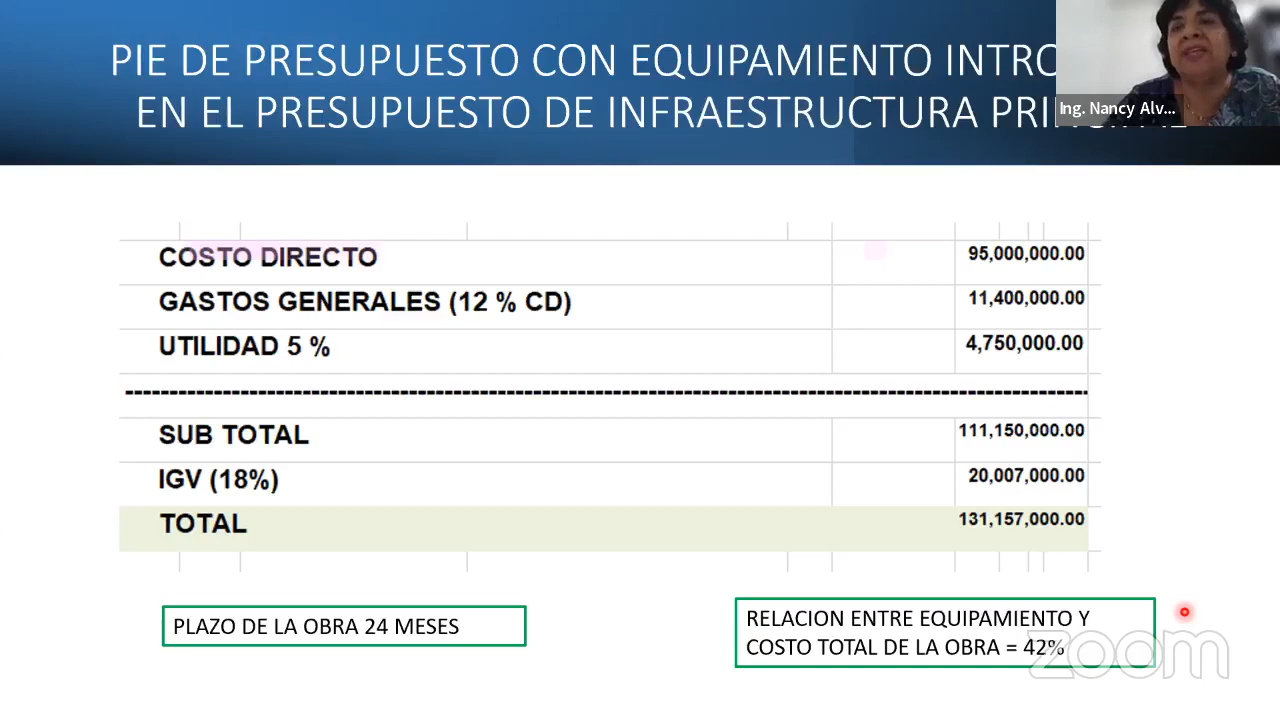 PIE DE PRESUPUESTO CON EQUIPAMIENTO
EN EL PRESUPUESTO DE INFRAESTRUCTURA
Ing. Nancy Alv...
COSTO DIRECTO 95,000,000.00
GASTOS GENERALES (12 % CD) 11,400,000.00
UTILIDAD 5 % 4,750,000.00
SUB TOTAL 111,150,000.00
IGV (18%) 20,007,000.00
TOTAL 131,157,000.00
PLAZO DE LA OBRA 24 MESES
RELACION ENTRE EQUIPAMIENTO Y
COSTO TOTAL DE LA OBRA = 42%
zoom